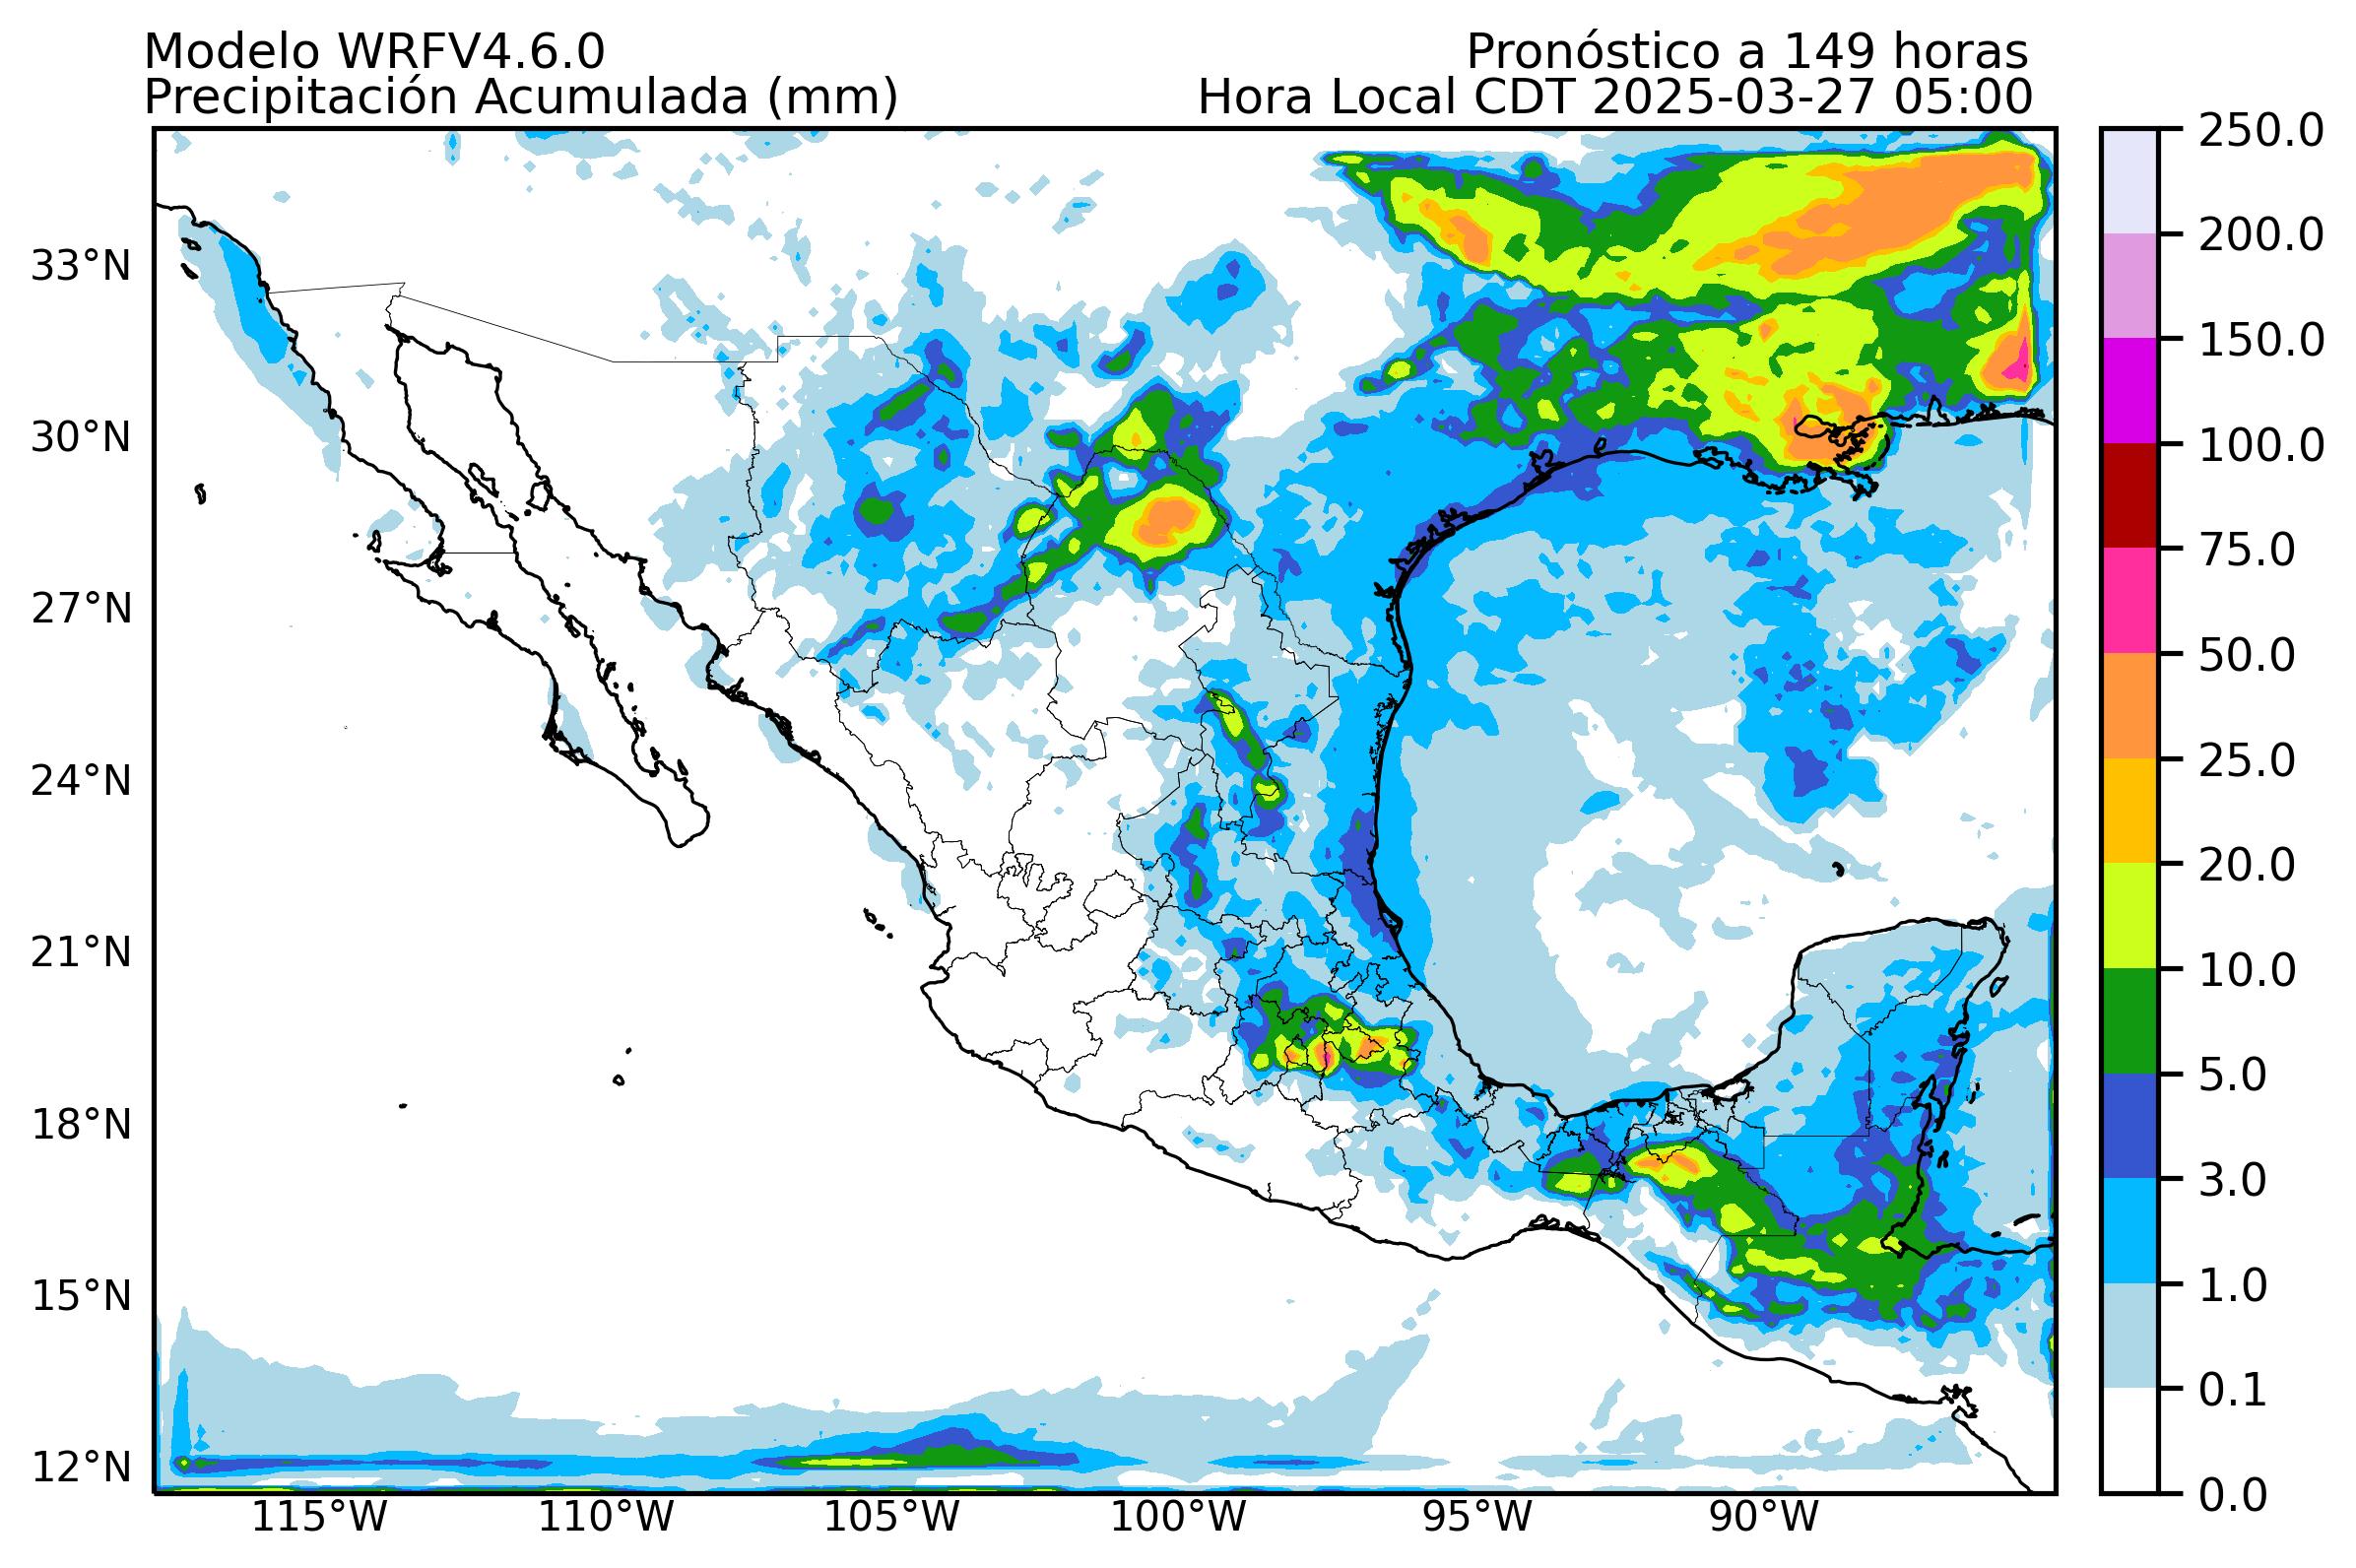 Modelo WRFV4.6.0
Pronóstico a 149 horas
Precipitación Acumulada (mm)
Hora Local CDT 2025-03-27 05:00
33°N
30°N
27°N
24°N
21°N
18°N
15°N
12°N
115°W
110°W
105°W
100°W
95°W
90°W
250.0
200.0
150.0
100.0
75.0
50.0
25.0
20.0
10.0
5.0
3.0
1.0
0.1
0.0